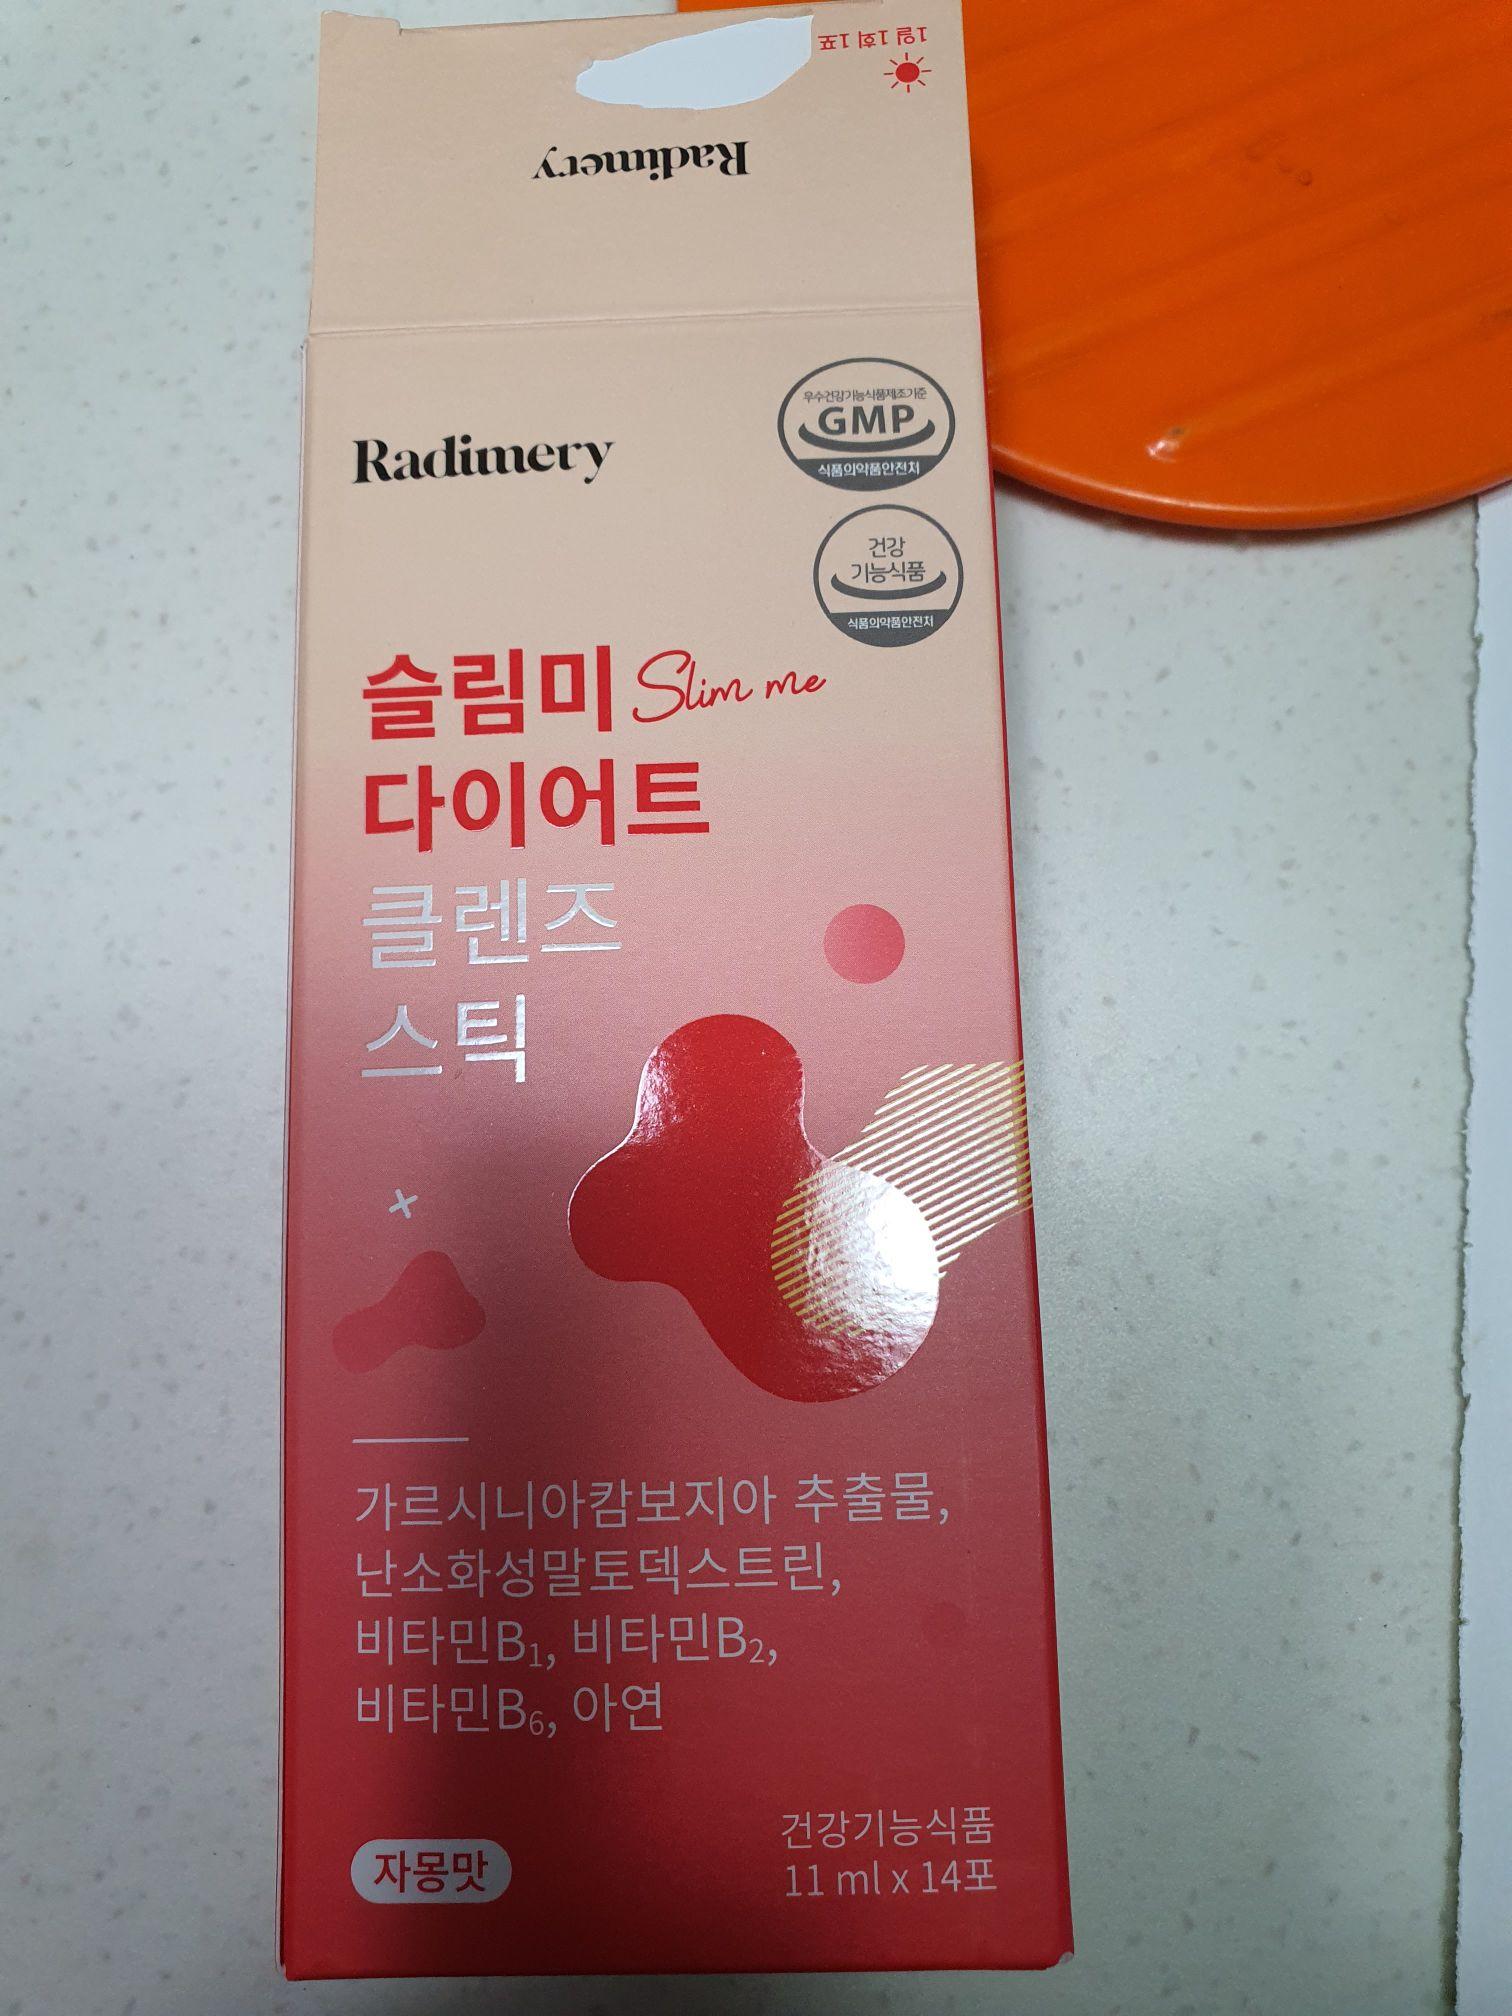 1일 1회 1포
Radimery
Radimery
우수건강기능식품제조기준
GMP
식품의약품안전처
건강
기능식품
식품의약품안전처
슬림미 Slim me
다이어트
클렌즈
스틱
가르시니아캄보지아 추출물,
난소화성말토덱스트린,
비타민B₁, 비타민B₂,
비타민B₆, 아연
건강기능식품
자몽맛
11 ml x 14포